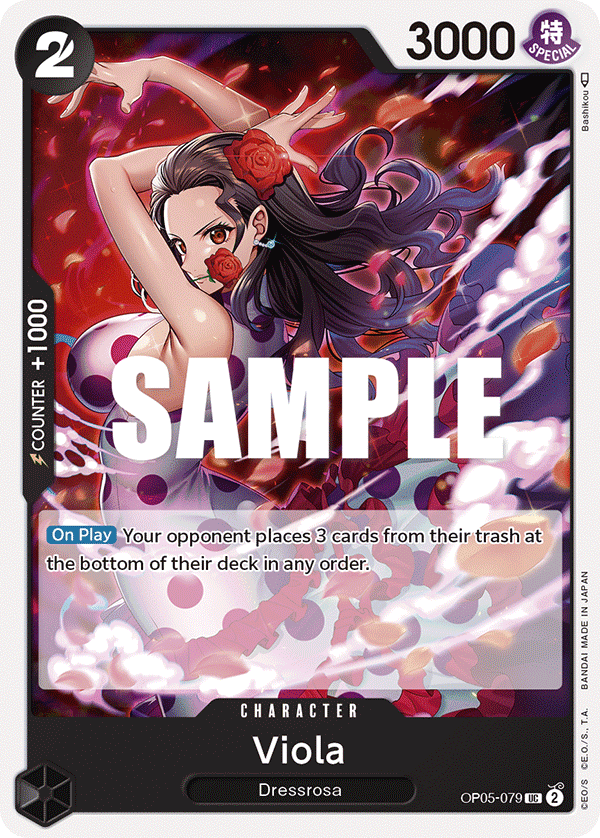 2
3000
特
SPECIAL
Bashikou
COUNTER +1000
SAMPLE
On Play Your opponent places 3 cards from their trash at
the bottom of their deck in any order.
CHARACTER
Viola
Dressrosa
OP05-079 UC 2
©E.O/S ©E.O./S., T.A. BANDAI MADE IN JAPAN